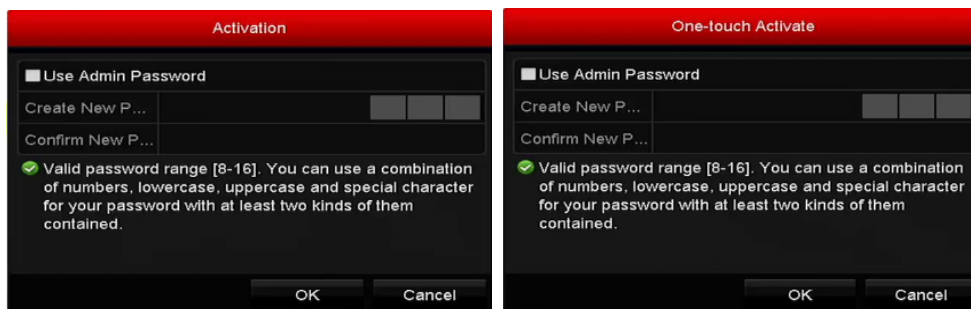 Activation
Use Admin Password
Create New P...
Confirm New P...
Valid password range [8-16]. You can use a combination
of numbers, lowercase, uppercase and special character
for your password with at least two kinds of them
contained.
OK Cancel
One-touch Activate
Use Admin Password
Create New P...
Confirm New P...
Valid password range [8-16]. You can use a combination
of numbers, lowercase, uppercase and special character
for your password with at least two kinds of them
contained.
OK Cancel